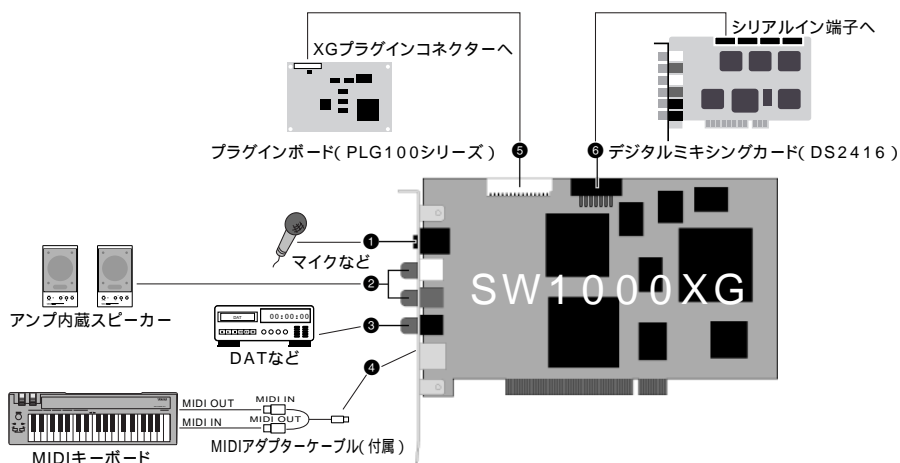 シリアルイン端子へ
XGプラグインコネクターへ
プラグインボード(PLG100シリーズ) ❺
❻ デジタルミキシングカード(DS2416)
❶
マイクなど
❷
アンプ内蔵スピーカー
SW1000XG
DAT 00:00:00
❸
DATなど
❹
MIDI OUT MIDI IN
MIDI IN MIDI OUT
MIDIアダプターケーブル(付属)
MIDIキーボード